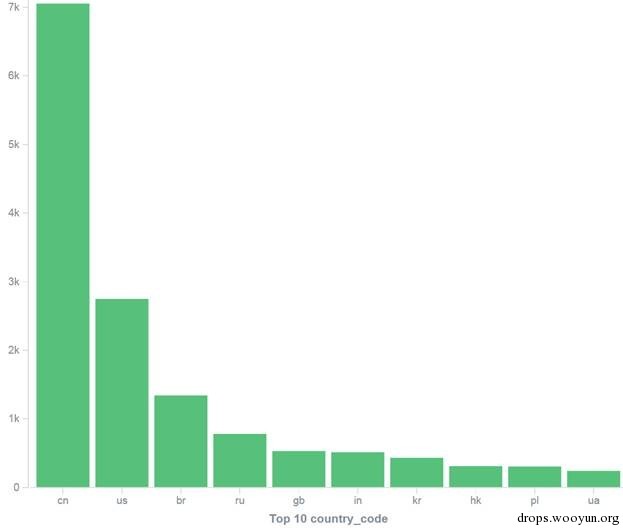 7k
6k
5k
4k
3k
2k
1k
0
cn us br ru gb in kr hk pl ua
Top 10 country_code
drops.wooyun.org